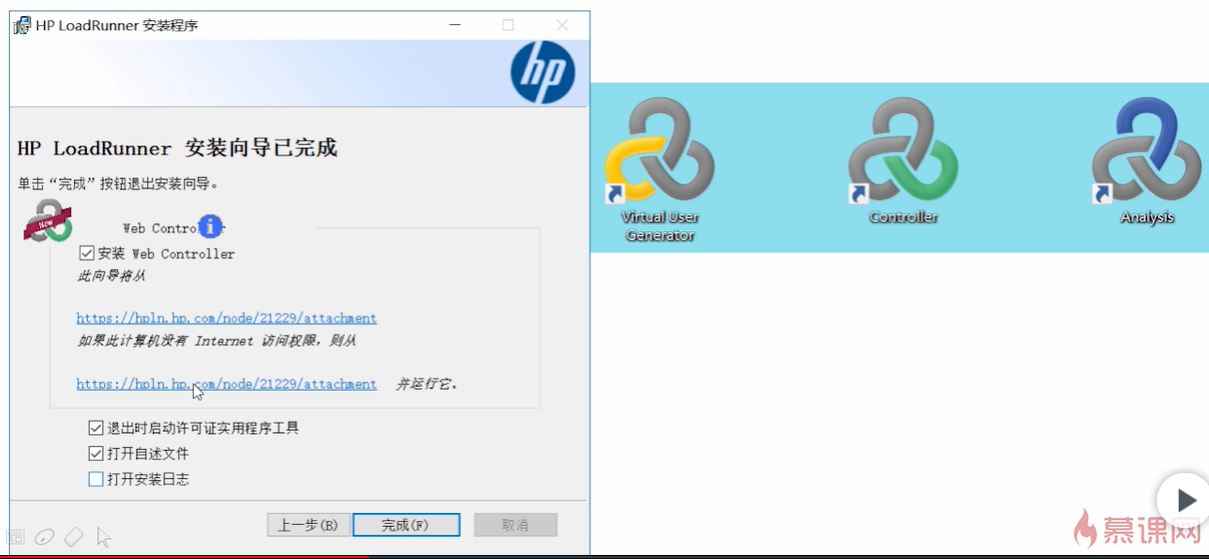 HP LoadRunner 安装程序
hp
HP LoadRunner 安装向导已完成
单击“完成”按钮退出安装向导。
New
Web Contro
安装 Web Controller
此向导将从
https://hpln.hp.com/node/21229/attachment
如果此计算机没有 Internet 访问权限，则从
https://hpln.hp.com/node/21229/attachment 并运行它.
退出时启动许可证实用程序工具
打开自述文件
打开安装日志
上一步(B)
完成(F)
取消
Virtual User
Generator
Controller
Analysis
慕课网